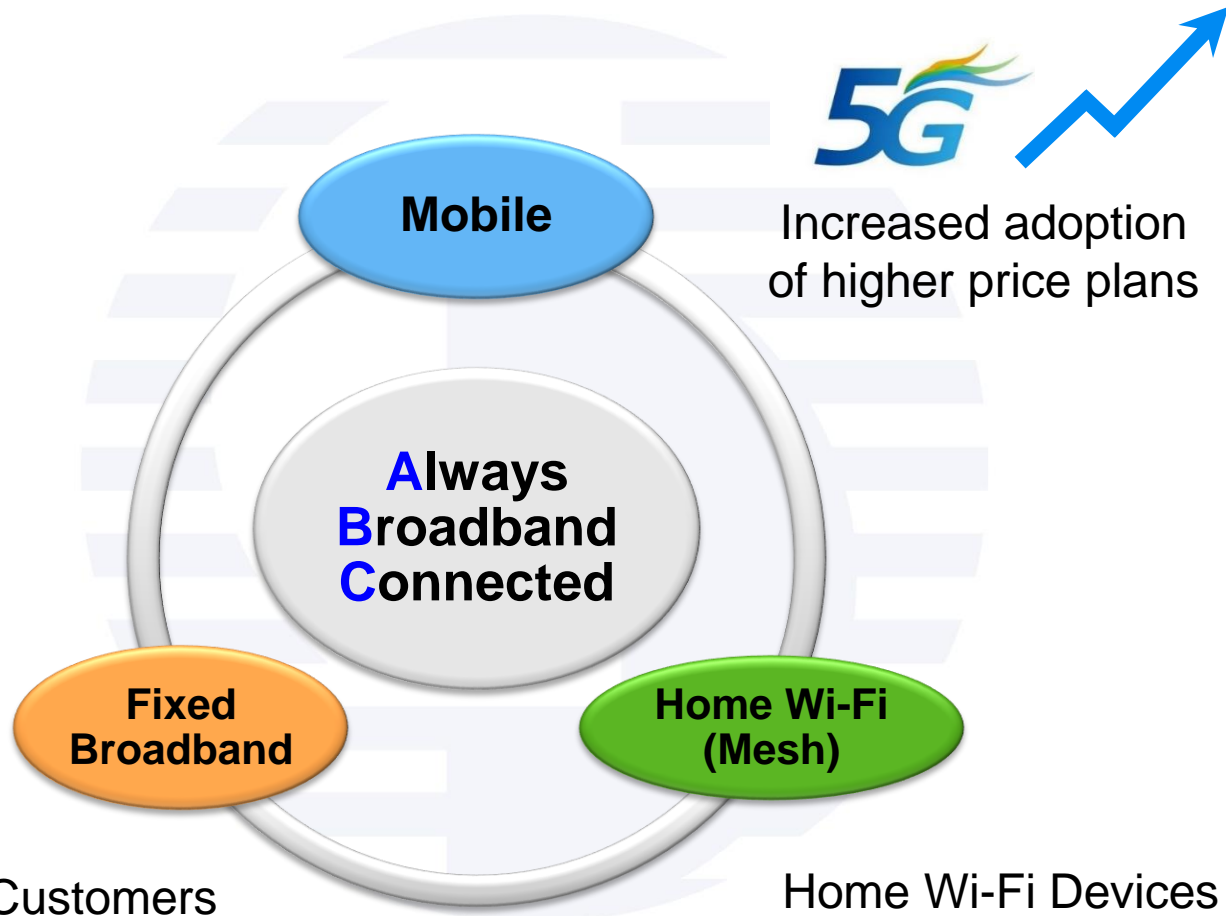 5G
Mobile
Increased adoption
of higher price plans
Always
Broadband
Connected
Fixed
Broadband
Home Wi-Fi
(Mesh)
Customers
Home Wi-Fi Devices